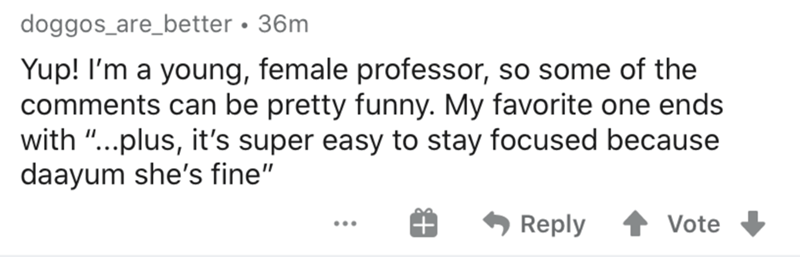 doggos_are_better • 36m
Yup! I’m a young, female professor, so some of the
comments can be pretty funny. My favorite one ends
with “...plus, it’s super easy to stay focused because
daayum she’s fine”
Reply Vote